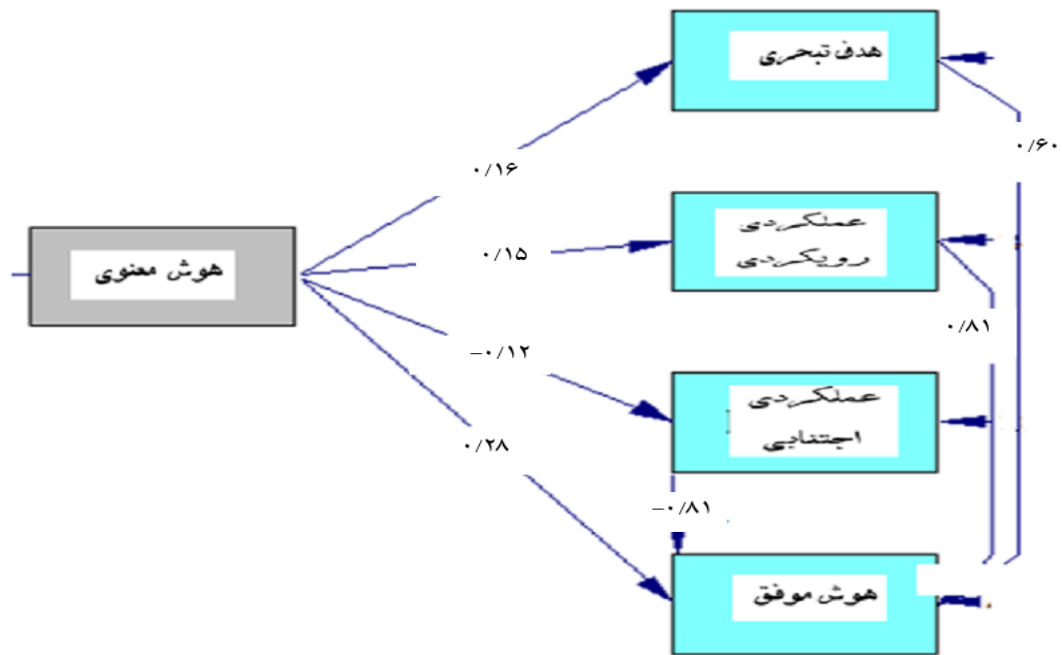 هدف تبحری
۰/۶۰
۰/۱۶
عملکردی
رویکردی
۰/۱۵
هوش معنوی
۰/۸۱
-۰/۱۲
عملکردی
اجتنابی
۰/۲۸
-۰/۸۱
هوش موفق